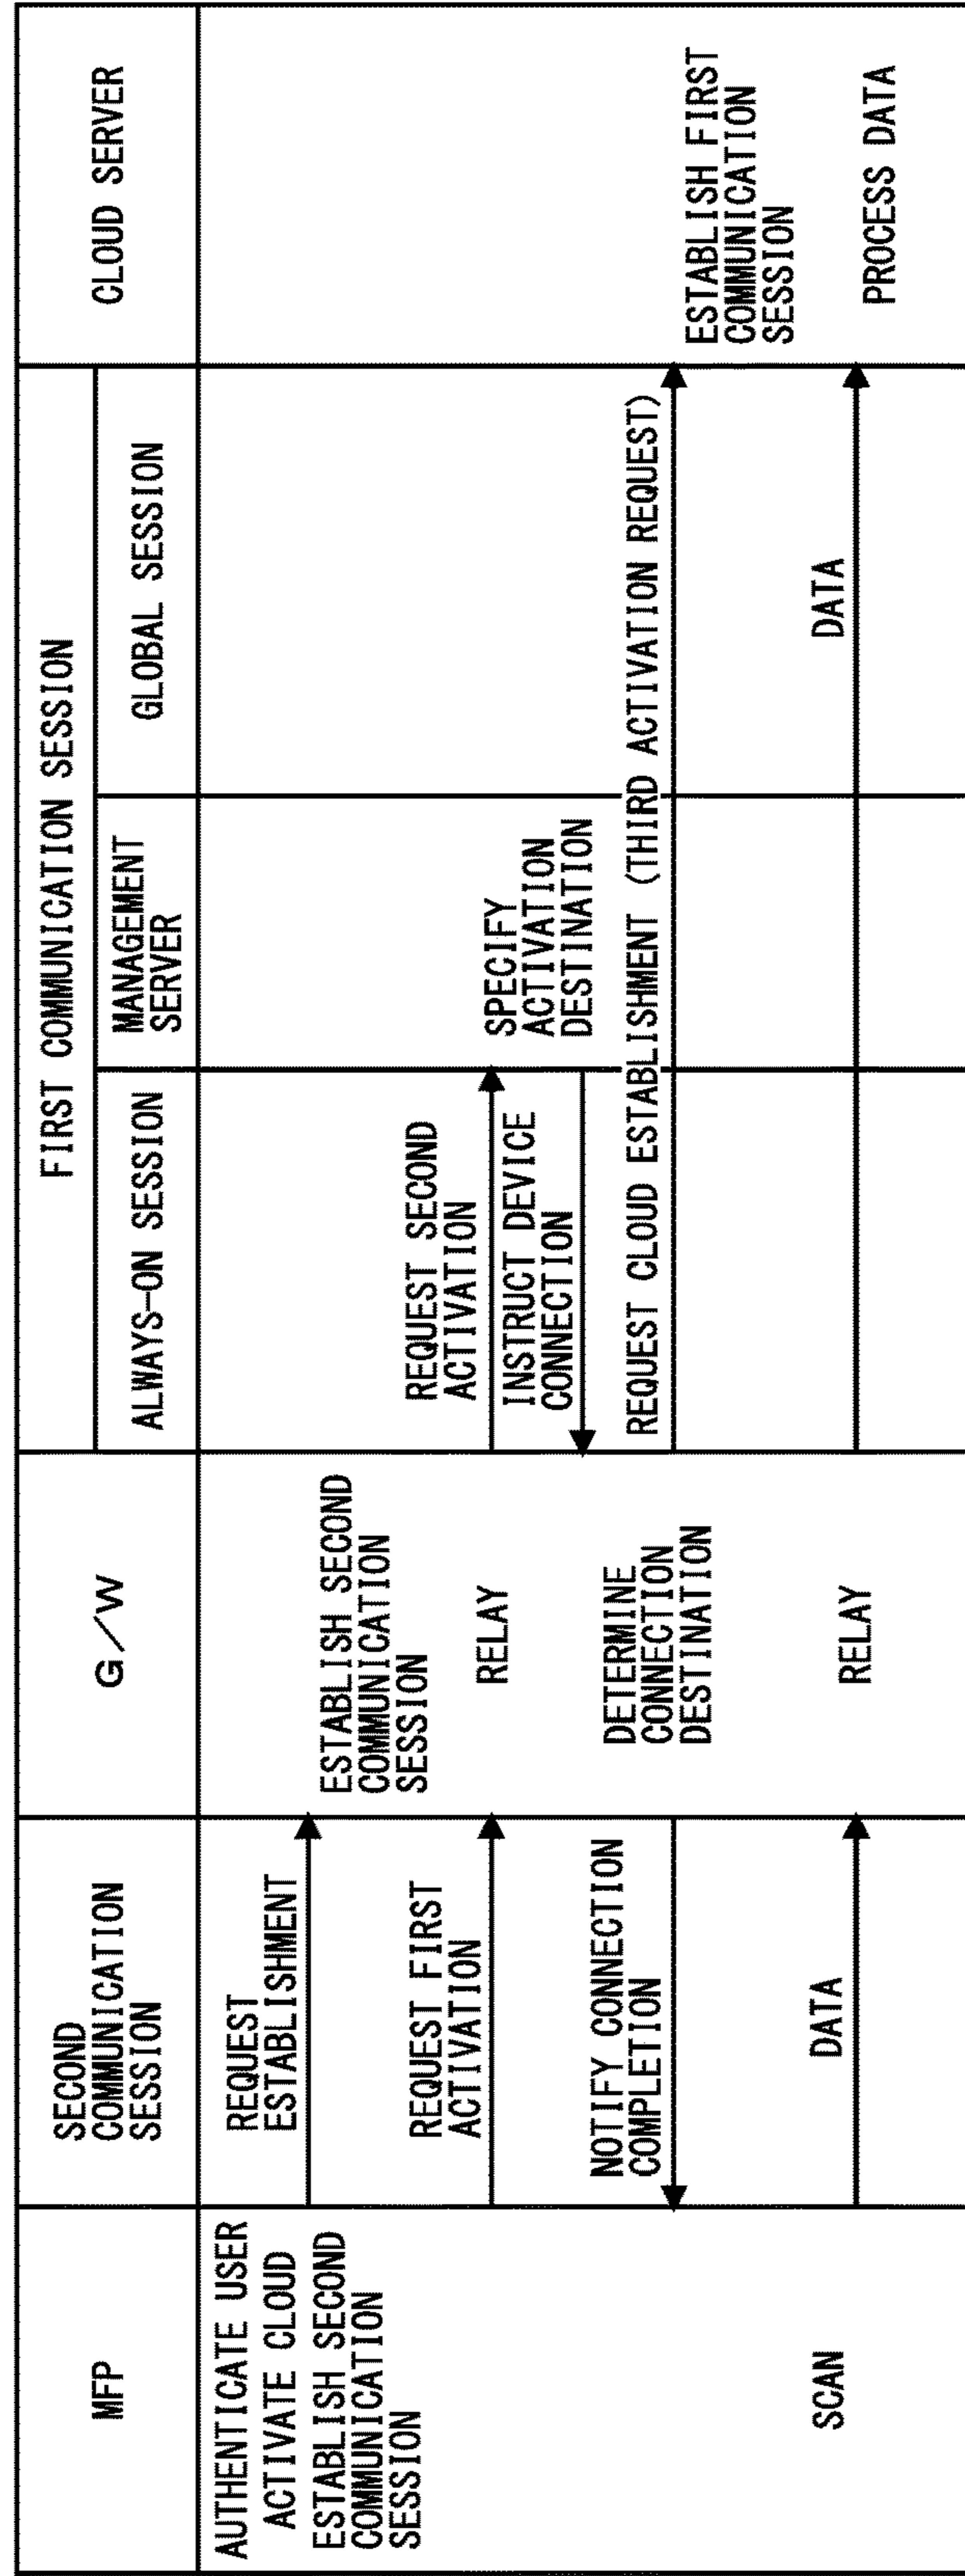 MFP
SECOND
COMMUNICATION
SESSION
G/W
FIRST COMMUNICATION SESSION
ALWAYS-ON SESSION
MANAGEMENT
SERVER
GLOBAL SESSION
CLOUD SERVER
AUTHENTICATE USER
ACTIVATE CLOUD
ESTABLISH SECOND
COMMUNICATION
SESSION
REQUEST
ESTABLISHMENT
ESTABLISH SECOND
COMMUNICATION
SESSION
REQUEST FIRST
ACTIVATION
RELAY
REQUEST SECOND
ACTIVATION
SPECIFY
ACTIVATION
DESTINATION
INSTRUCT DEVICE
CONNECTION
DETERMINE
CONNECTION
DESTINATION
NOTIFY CONNECTION
COMPLETION
REQUEST CLOUD ESTABLISHMENT (THIRD ACTIVATION REQUEST)
ESTABLISH FIRST
COMMUNICATION
SESSION
SCAN
DATA
RELAY
DATA
PROCESS DATA